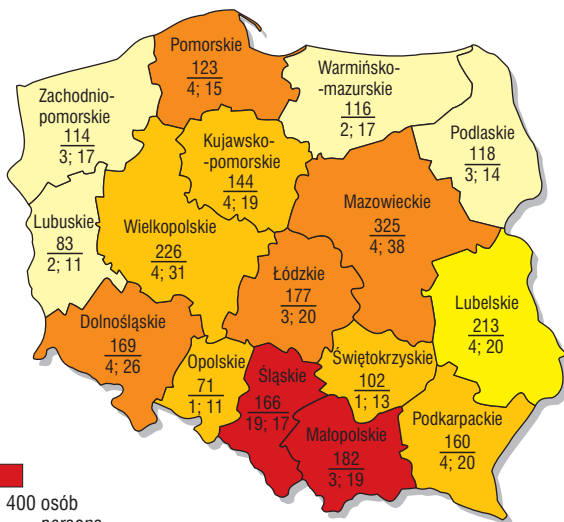 Pomorskie
123
4; 15
Warmińsko-
mazurskie
116
2; 17
Zachodnio-
pomorskie
114
3; 17
Podlaskie
118
3; 14
Kujawsko-
-pomorskie
144
4; 19
Mazowieckie
325
4; 38
Lubuskie
83
2; 11
Wielkopolskie
226
4; 31
Łódzkie
177
3; 20
Lubelskie
213
4; 20
Dolnośląskie
169
4; 26
Opolskie
71
1; 11
Śląskie
166
19; 17
Świętokrzyskie
102
1; 13
Małopolskie
182
3; 19
Podkarpackie
160
4; 20
400 osób
persons